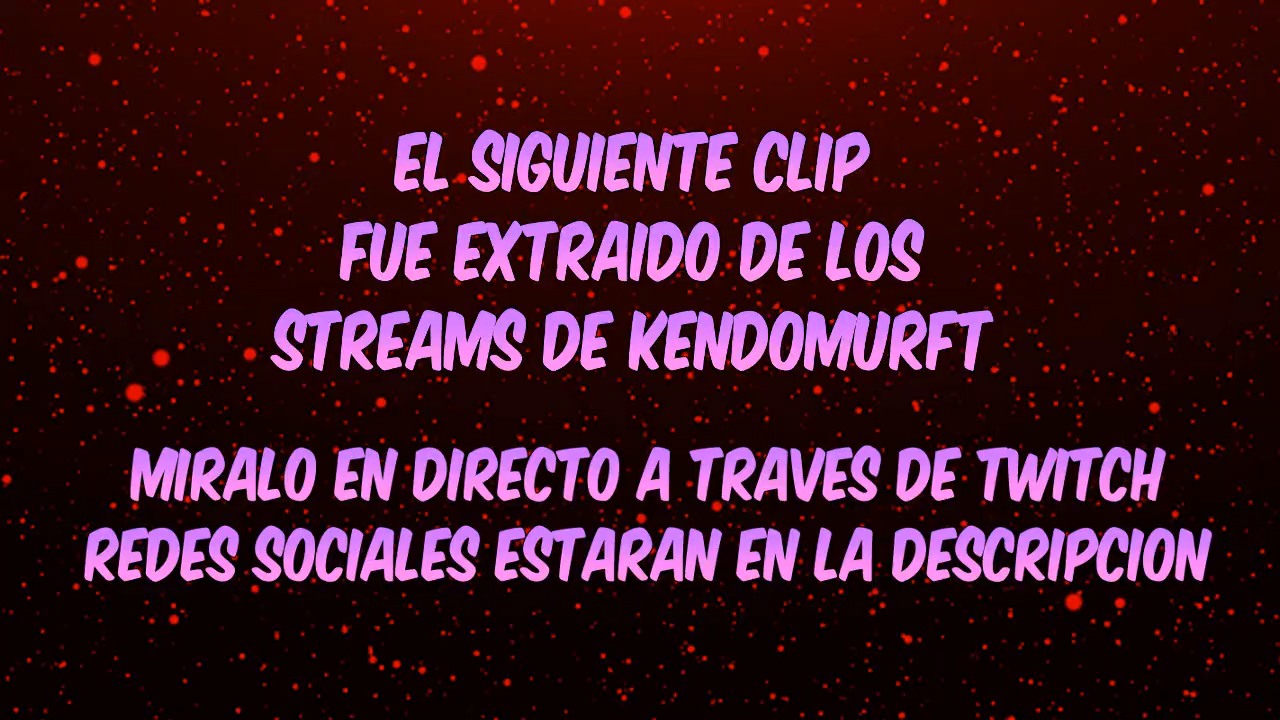 EL SIGUIENTE CLIP
FUE EXTRAIDO DE LOS
STREAMS DE KENDOMURFT
MIRALO EN DIRECTO A TRAVES DE TWITCH
REDES SOCIALES ESTARAN EN LA DESCRIPCION